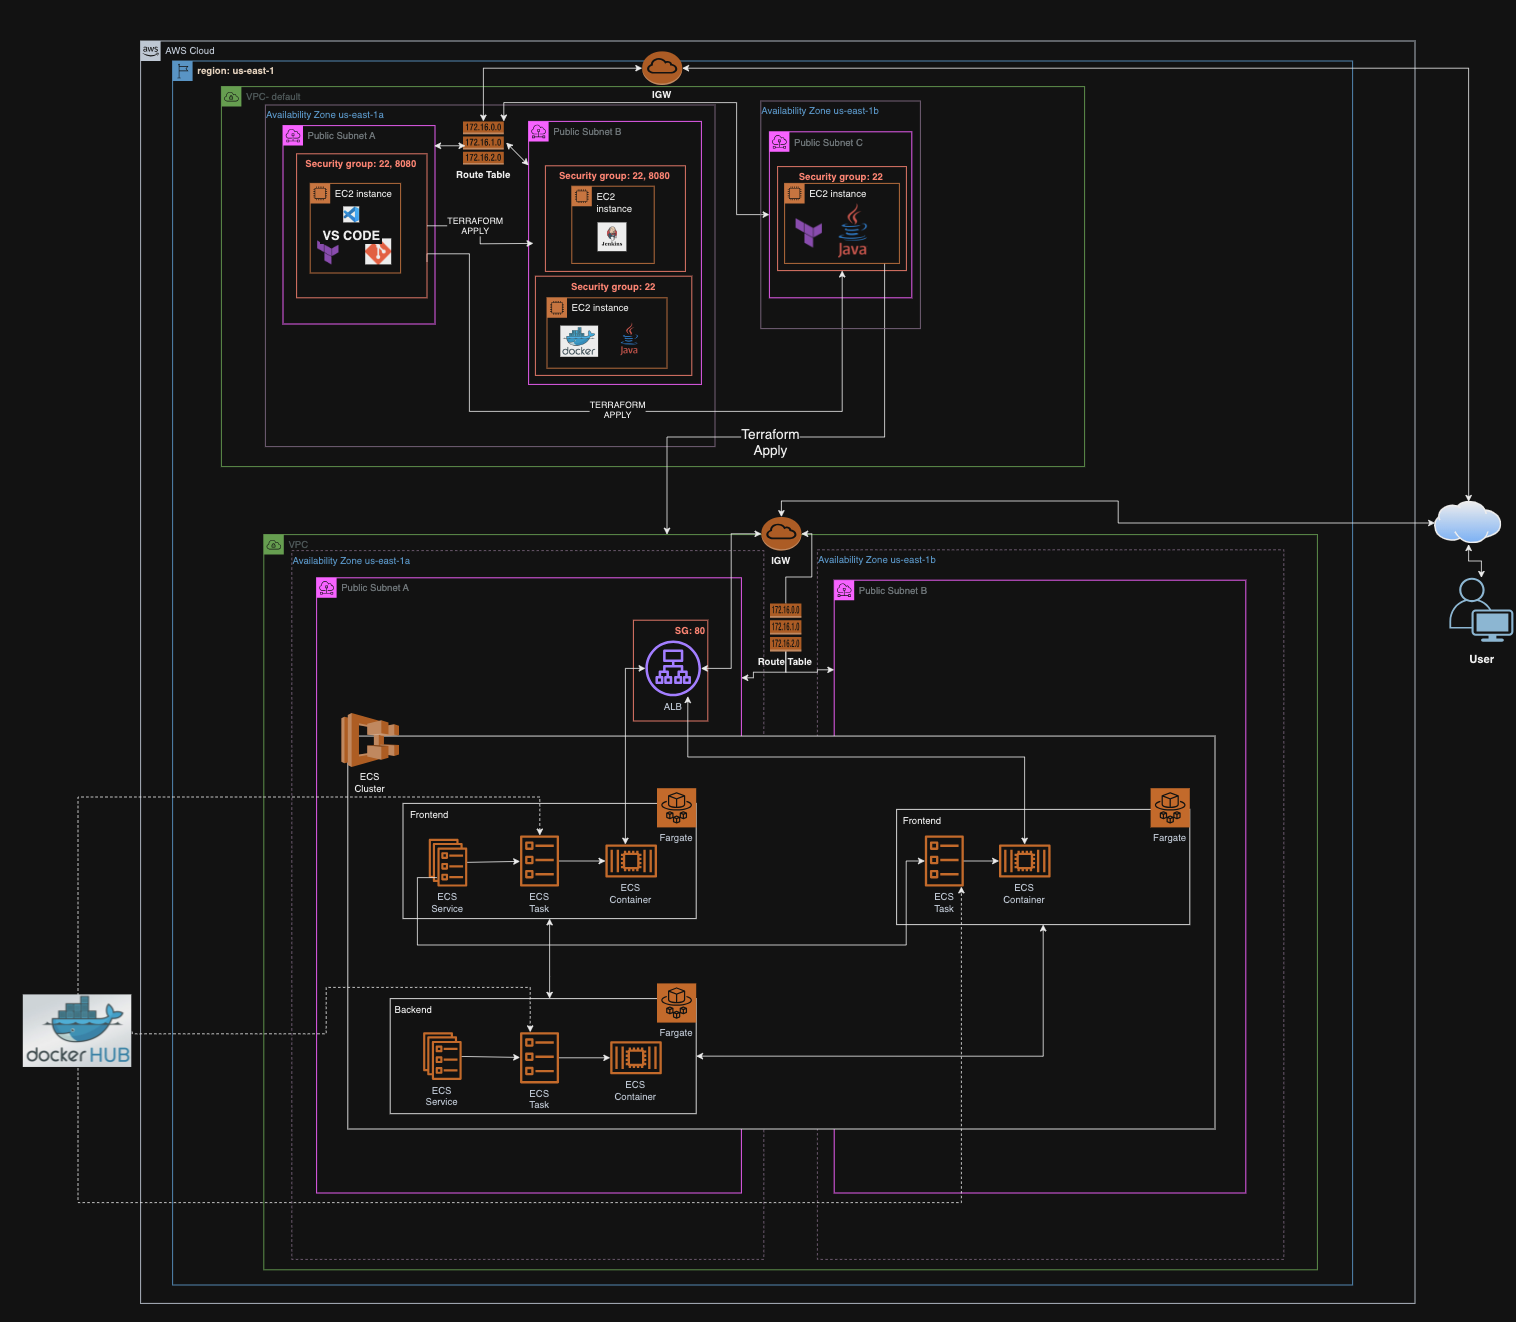 aws
AWS Cloud
region: us-east-1
IGW
VPC- default
Availability Zone us-east-1a
Public Subnet A
Security group: 22, 8080
EC2 instance
VS CODE
172.16.0.0
172.16.1.0
172.16.2.0
Route Table
Public Subnet B
Security group: 22, 8080
EC2
instance
Jenkins
Security group: 22
EC2 instance
docker
Java
Availability Zone us-east-1b
Public Subnet C
Security group: 22
EC2 instance
Java
TERRAFORM
APPLY
TERRAFORM
APPLY
Terraform
Apply
User
IGW
VPC
Availability Zone us-east-1a
Public Subnet A
Availability Zone us-east-1b
Public Subnet B
172.16.0.0
172.16.1.0
172.16.2.0
Route Table
SG: 80
ALB
ECS
Cluster
Frontend
Fargate
ECS
Service
ECS
Task
ECS
Container
Frontend
Fargate
ECS
Task
ECS
Container
Backend
Fargate
ECS
Service
ECS
Task
ECS
Container
docker HUB